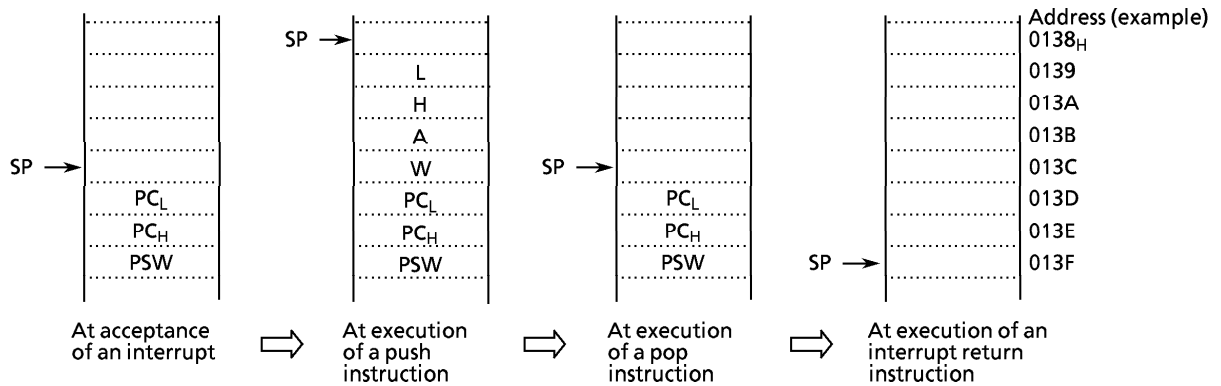 Address (example)
SP → 0138H
L 0139
H 013A
A 013B
SP → W SP → 013C
PCL PCL PCL 013D
PCH PCH PCH 013E
PSW PSW PSW SP → 013F
At acceptance of an interrupt
At execution of a push instruction
At execution of a pop instruction
At execution of an interrupt return instruction